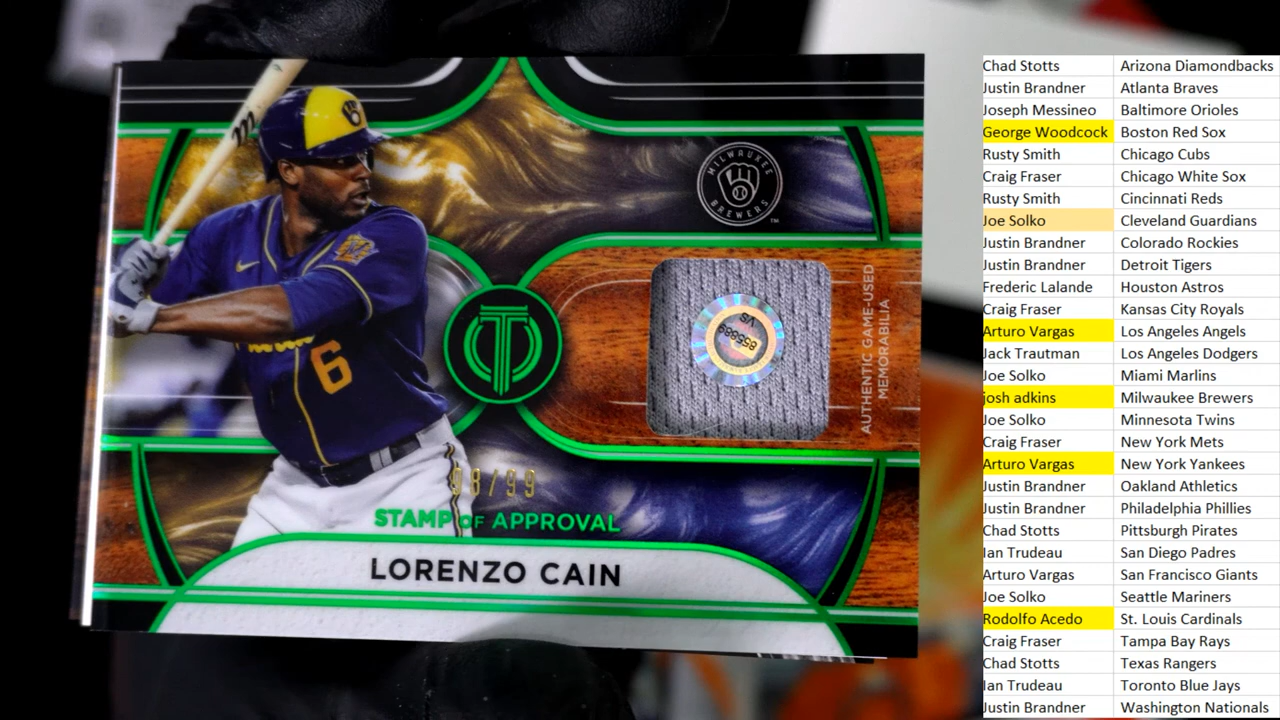 MILWAUKEE
BREWERS
TM
6
AUTHENTIC GAME-USED
MEMORABILIA
98/99
STAMP OF APPROVAL
LORENZO CAIN
Chad Stotts Arizona Diamondbacks
Justin Brandner Atlanta Braves
Joseph Messineo Baltimore Orioles
George Woodcock Boston Red Sox
Rusty Smith Chicago Cubs
Craig Fraser Chicago White Sox
Rusty Smith Cincinnati Reds
Joe Solko Cleveland Guardians
Justin Brandner Colorado Rockies
Justin Brandner Detroit Tigers
Frederic Lalande Houston Astros
Craig Fraser Kansas City Royals
Arturo Vargas Los Angeles Angels
Jack Trautman Los Angeles Dodgers
Joe Solko Miami Marlins
josh adkins Milwaukee Brewers
Joe Solko Minnesota Twins
Craig Fraser New York Mets
Arturo Vargas New York Yankees
Justin Brandner Oakland Athletics
Justin Brandner Philadelphia Phillies
Chad Stotts Pittsburgh Pirates
Ian Trudeau San Diego Padres
Arturo Vargas San Francisco Giants
Joe Solko Seattle Mariners
Rodolfo Acedo St. Louis Cardinals
Craig Fraser Tampa Bay Rays
Chad Stotts Texas Rangers
Ian Trudeau Toronto Blue Jays
Justin Brandner Washington Nationals